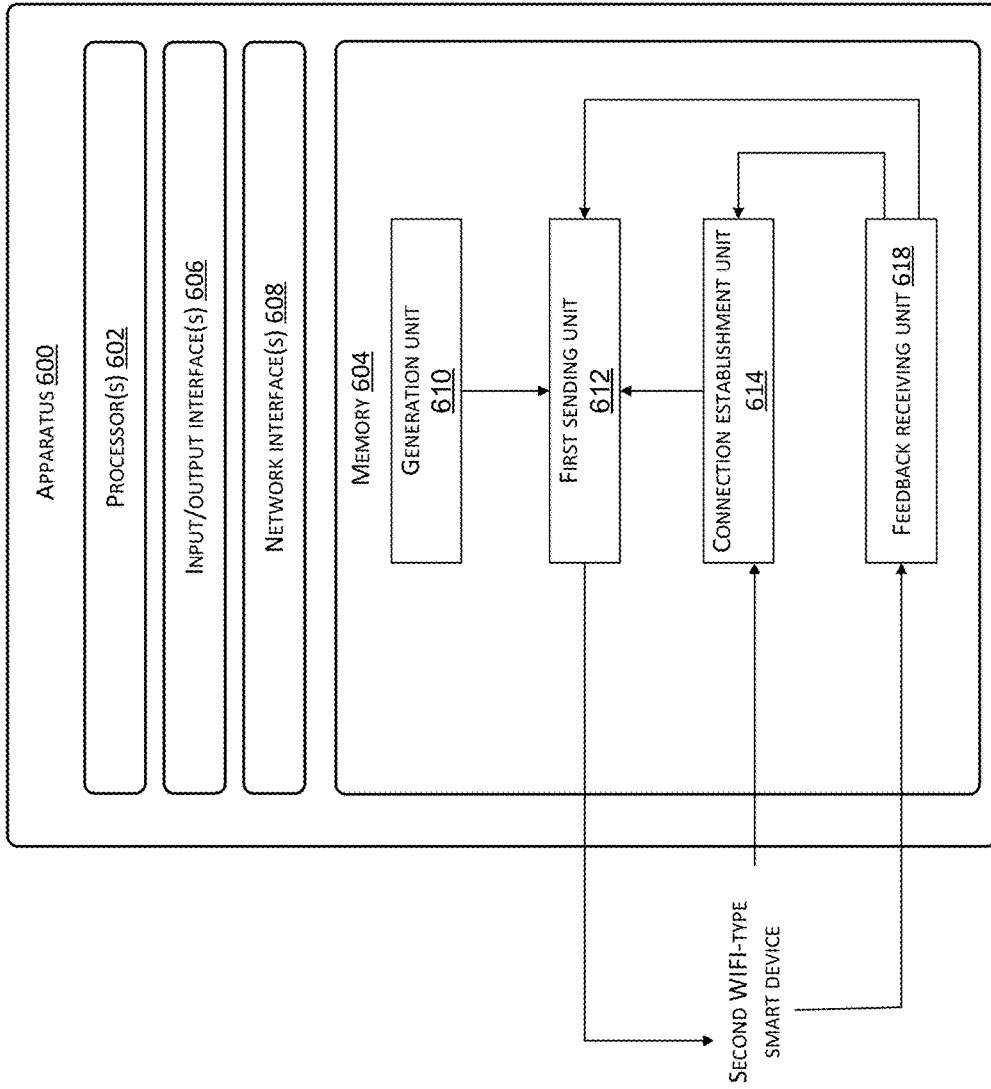 APPARATUS 600
PROCESSOR(S) 602
INPUT/OUTPUT INTERFACE(S) 606
NETWORK INTERFACE(S) 608
MEMORY 604
GENERATION UNIT
610
FIRST SENDING UNIT
612
CONNECTION ESTABLISHMENT UNIT
614
FEEDBACK RECEIVING UNIT 618
SECOND WIFI-TYPE
SMART DEVICE